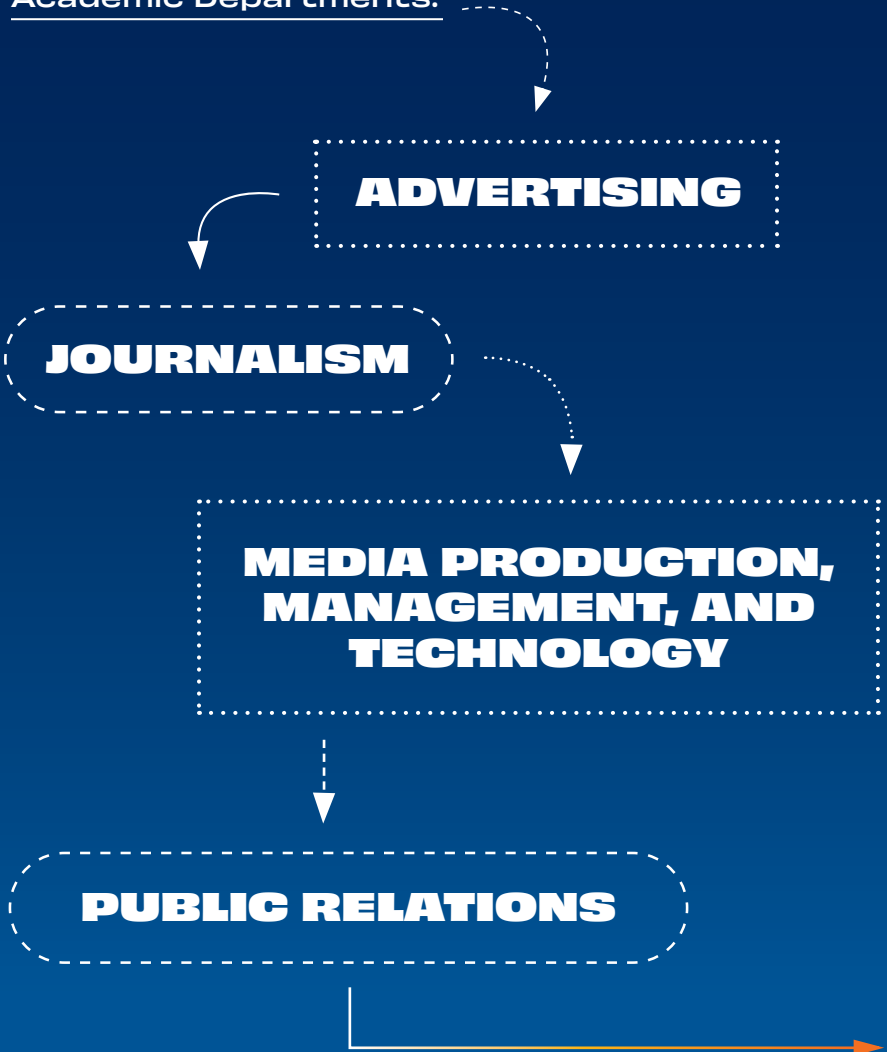 Academic Departments:
ADVERTISING
JOURNALISM
MEDIA PRODUCTION,
MANAGEMENT, AND
TECHNOLOGY
PUBLIC RELATIONS